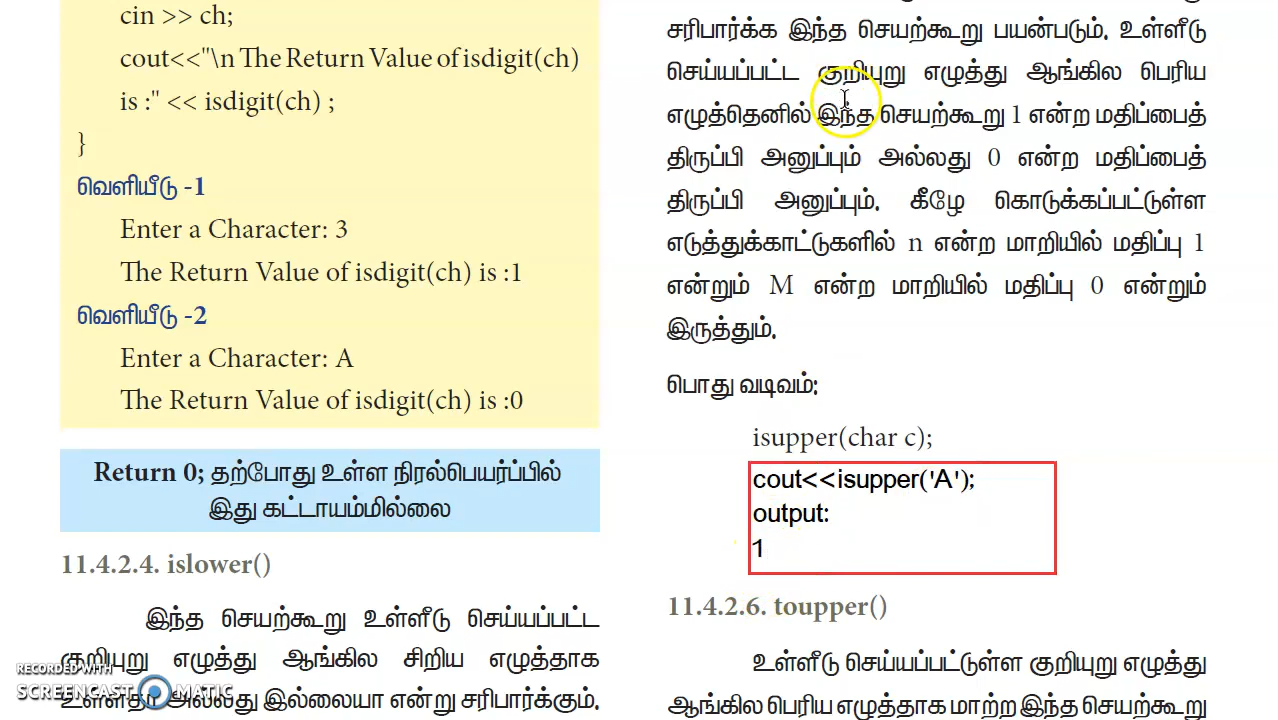 cin >> ch;
cout<<"\n The Return Value of isdigit(ch)
is :" << isdigit(ch) ;
}
வெளியீடு -1
Enter a Character: 3
The Return Value of isdigit(ch) is :1
வெளியீடு -2
Enter a Character: A
The Return Value of isdigit(ch) is :0
Return 0; தற்போது உள்ள நிரல்பெயர்ப்பில்
இது கட்டாயம்மில்லை
11.4.2.4. islower()
இந்த செயற்கூறு உள்ளீடு செய்யப்பட்ட
குறியுறு எழுத்து ஆங்கில சிறிய எழுத்தாக
உள்ளதா அல்லது இல்லையா என்று சரிபார்க்கும்.
சரிபார்க்க இந்த செயற்கூறு பயன்படும். உள்ளீடு
செய்யப்பட்ட குறியுறு எழுத்து ஆங்கில பெரிய
எழுத்தெனில் இந்த செயற்கூறு 1 என்ற மதிப்பைத்
திருப்பி அனுப்பும் அல்லது 0 என்ற மதிப்பைத்
திருப்பி அனுப்பும். கீழே கொடுக்கப்பட்டுள்ள
எடுத்துக்காட்டுகளில் n என்ற மாறியில் மதிப்பு 1
என்றும் M என்ற மாறியில் மதிப்பு 0 என்றும்
இருத்தும்.
பொது வடிவம்:
isupper(char c);
cout<<isupper('A');
output:
1
11.4.2.6. toupper()
உள்ளீடு செய்யப்பட்டுள்ள குறியுறு எழுத்து
ஆங்கில பெரிய எழுத்தாக மாற்ற இந்த செயற்கூறு
RECORDED WITH
SCREENCAST MATIC